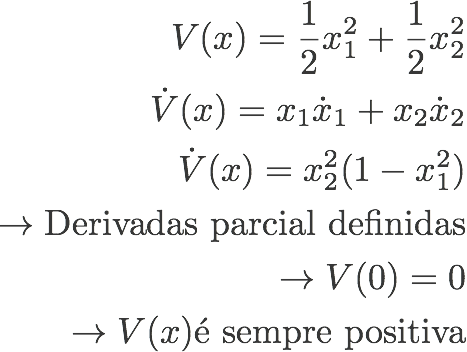 V(x) = \frac{1}{2}x_1^2 + \frac{1}{2}x_2^2
\dot{V}(x) = x_1\dot{x}_1 + x_2\dot{x}_2
\dot{V}(x) = x_2^2(1 - x_1^2)
→ Derivadas parcial definidas
→ V(0) = 0
→ V(x)é sempre positiva